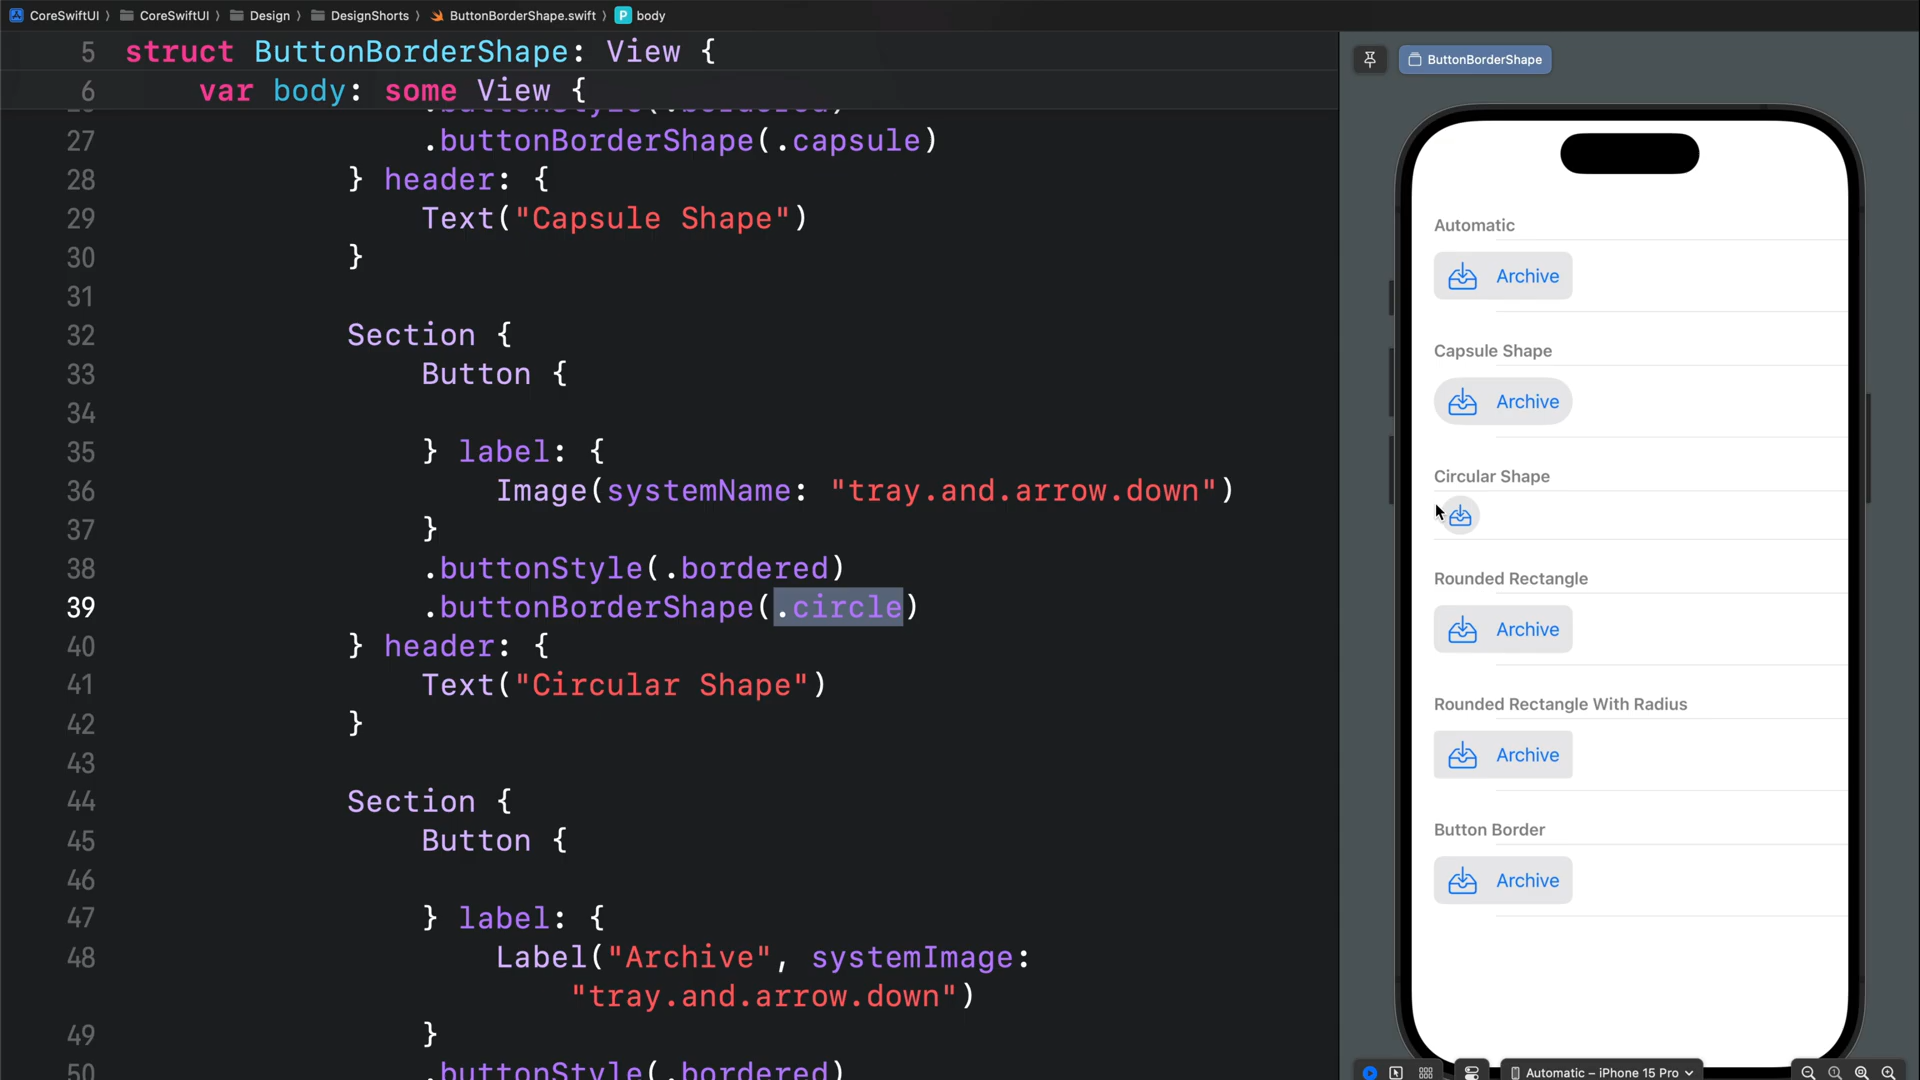 CoreSwiftUI ⟩ CoreSwiftUI ⟩ Design ⟩ DesignShorts ⟩ ButtonBorderShape.swift ⟩ P body
5 struct ButtonBorderShape: View {
6 var body: some View {
.buttonStyle(.bordered)
27 .buttonBorderShape(.capsule)
28 } header: {
29 Text("Capsule Shape")
30 }
31
32 Section {
33 Button {
34
35 } label: {
36 Image(systemName: "tray.and.arrow.down")
37 }
38 .buttonStyle(.bordered)
39 .buttonBorderShape(.circle)
40 } header: {
41 Text("Circular Shape")
42 }
43
44 Section {
45 Button {
46
47 } label: {
48 Label("Archive", systemImage:
"tray.and.arrow.down")
49 }
50 .buttonStyle(.bordered)
ButtonBorderShape
Automatic
Archive
Capsule Shape
Archive
Circular Shape
Rounded Rectangle
Archive
Rounded Rectangle With Radius
Archive
Button Border
Archive
Automatic – iPhone 15 Pro